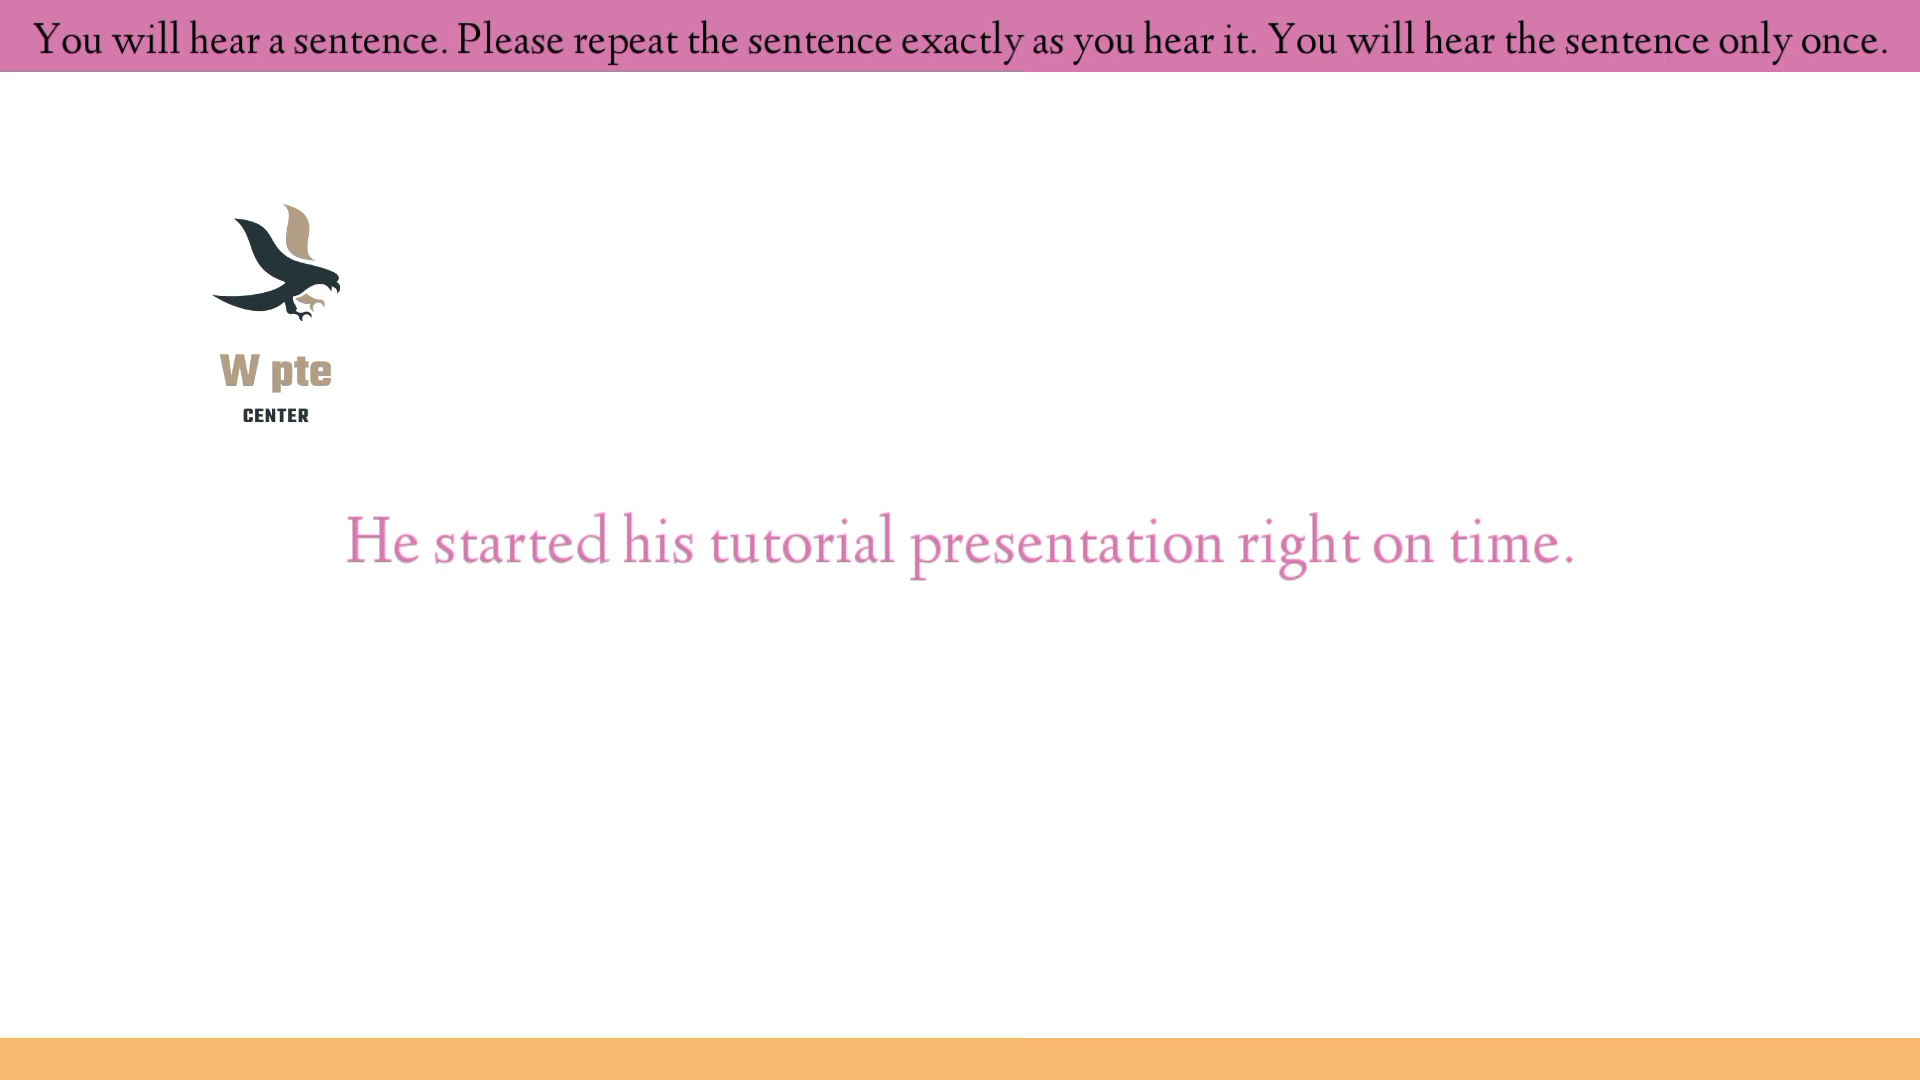 You will hear a sentence. Please repeat the sentence exactly as you hear it. You will hear the sentence only once.
W pte
CENTER
He started his tutorial presentation right on time.